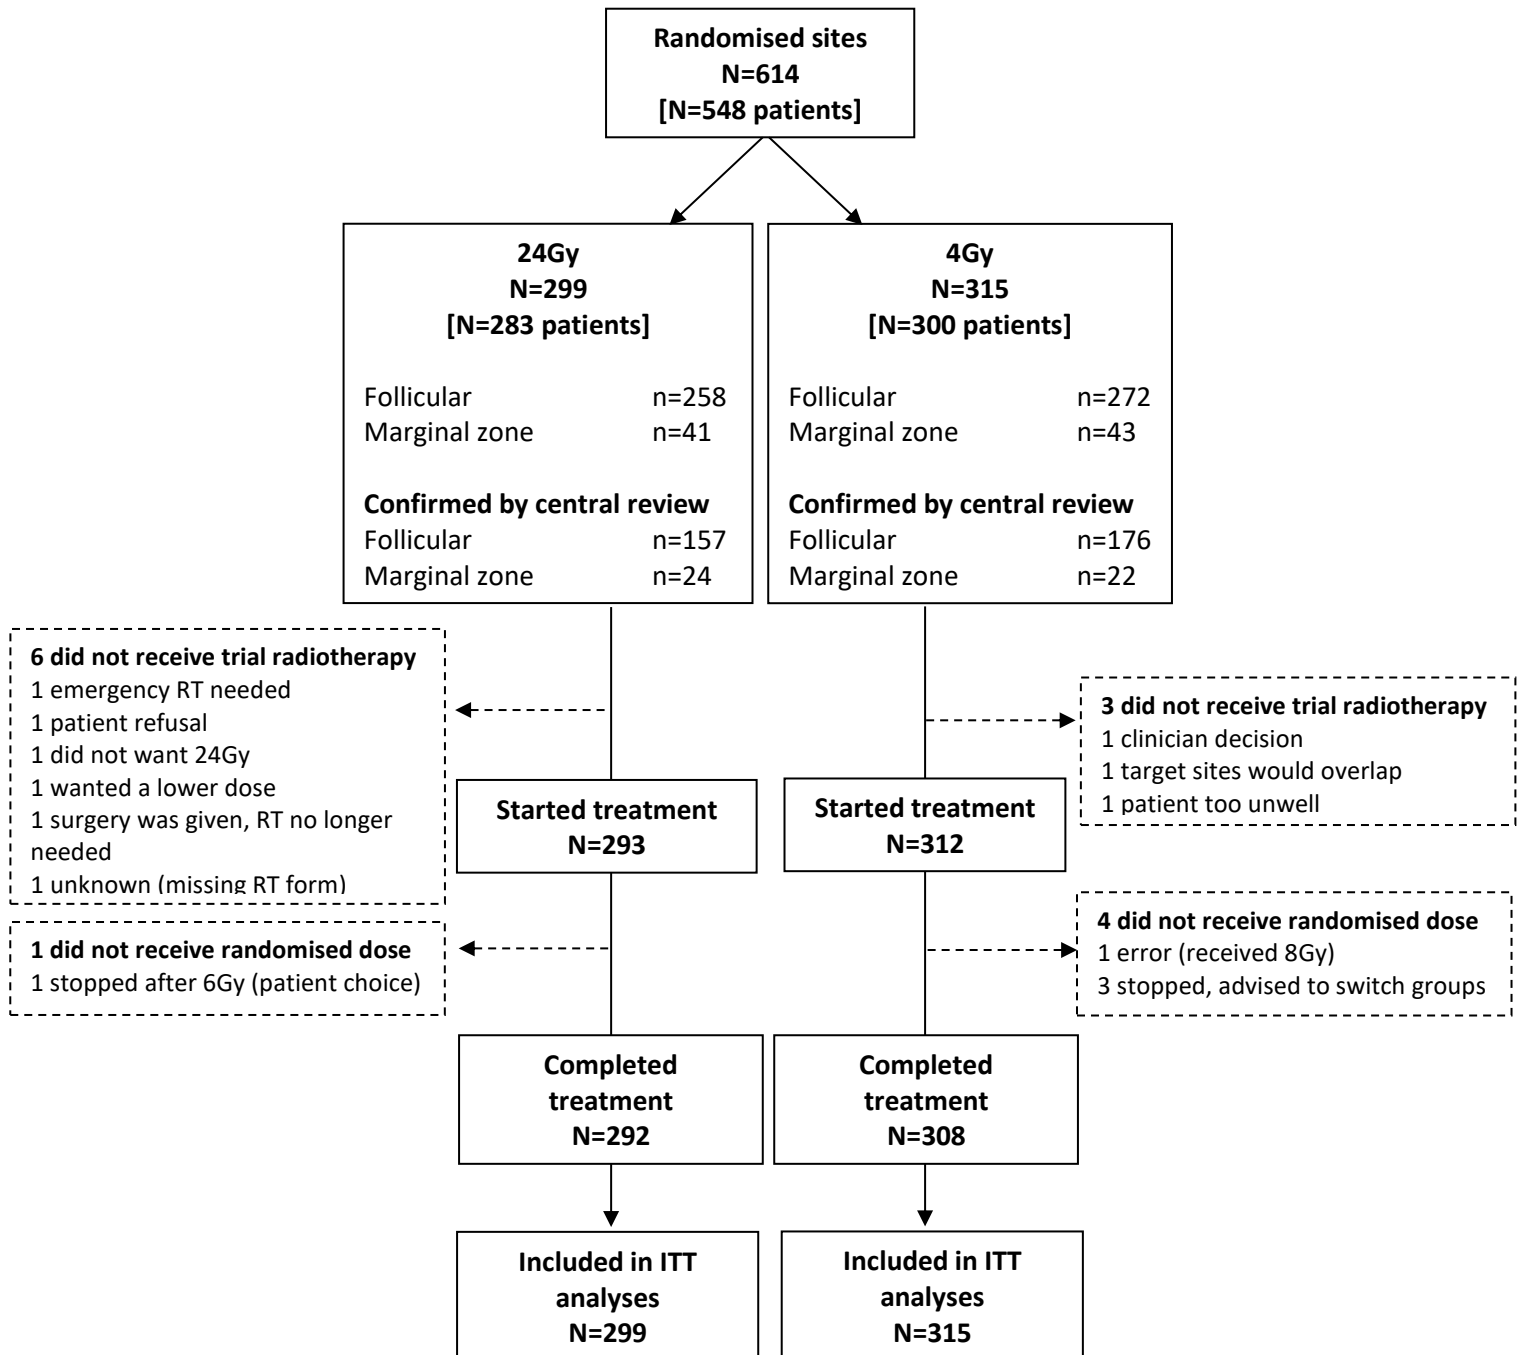 Randomised sites
N=614
[N=548 patients]
24Gy
N=299
[N=283 patients]
Follicular n=258
Marginal zone n=41
Confirmed by central review
Follicular n=157
Marginal zone n=24
4Gy
N=315
[N=300 patients]
Follicular n=272
Marginal zone n=43
Confirmed by central review
Follicular n=176
Marginal zone n=22
6 did not receive trial radiotherapy
1 emergency RT needed
1 patient refusal
1 did not want 24Gy
1 wanted a lower dose
1 surgery was given, RT no longer
needed
1 unknown (missing RT form)
3 did not receive trial radiotherapy
1 clinician decision
1 target sites would overlap
1 patient too unwell
Started treatment
N=293
Started treatment
N=312
1 did not receive randomised dose
1 stopped after 6Gy (patient choice)
4 did not receive randomised dose
1 error (received 8Gy)
3 stopped, advised to switch groups
Completed
treatment
N=292
Completed
treatment
N=308
Included in ITT
analyses
N=299
Included in ITT
analyses
N=315